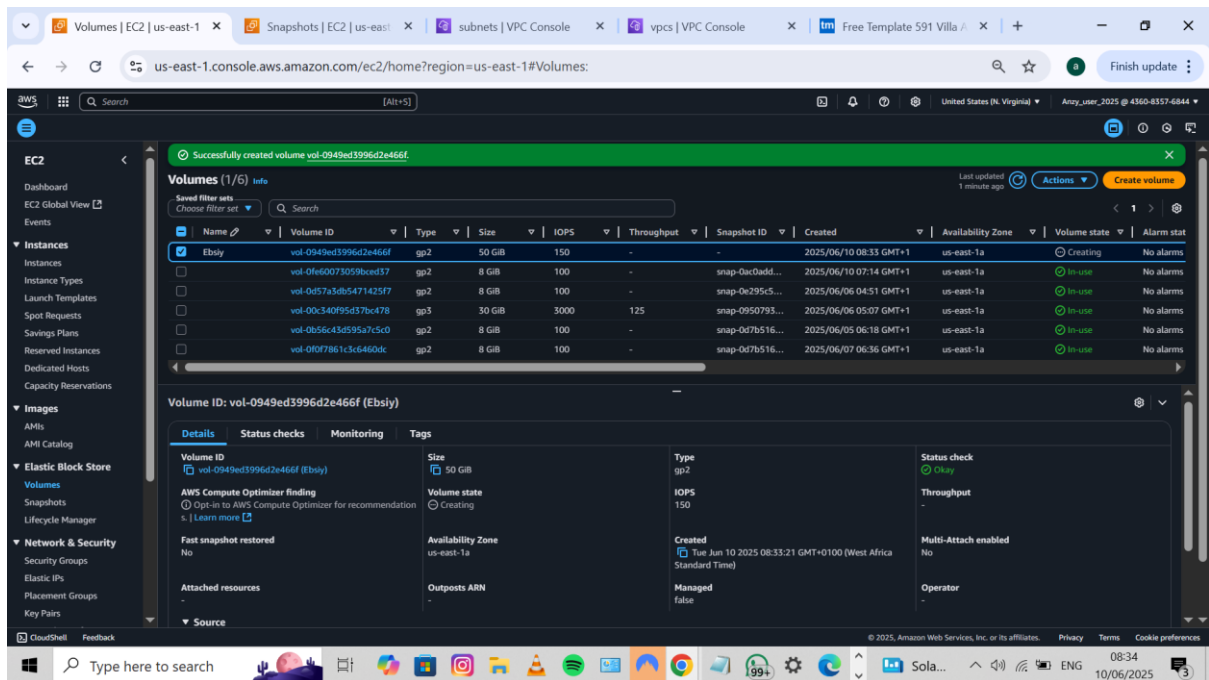 Volumes | EC2 | us-east-1
Snapshots | EC2 | us-east
subnets | VPC Console
vpcs | VPC Console
tm Free Template 591 Villa A
us-east-1.console.aws.amazon.com/ec2/home?region=us-east-1#Volumes:
a Finish update
aws Search [Alt+S] United States (N. Virginia) Anzy_user_2025 @ 4360-8357-6844
EC2
Dashboard
EC2 Global View
Events
Instances
Instances
Instance Types
Launch Templates
Spot Requests
Savings Plans
Reserved Instances
Dedicated Hosts
Capacity Reservations
Images
AMIs
AMI Catalog
Elastic Block Store
Volumes
Snapshots
Lifecycle Manager
Network & Security
Security Groups
Elastic IPs
Placement Groups
Key Pairs
Successfully created volume vol-0949ed3996d2e466f.
Volumes (1/6) Info
Last updated
1 minute ago
Actions Create volume
Saved filter sets
Choose filter set Search
1
Name Volume ID Type Size IOPS Throughput Snapshot ID Created Availability Zone Volume state Alarm stat
Ebsiy vol-0949ed3996d2e466f gp2 50 GiB 150 - - 2025/06/10 08:33 GMT+1 us-east-1a Creating No alarms
vol-0fe60073059bced37 gp2 8 GiB 100 - snap-0ac0add... 2025/06/10 07:14 GMT+1 us-east-1a In-use No alarms
vol-0d57a3db5471425f7 gp2 8 GiB 100 - snap-0e295c5... 2025/06/06 04:51 GMT+1 us-east-1a In-use No alarms
vol-00c340f95d37bc478 gp3 30 GiB 3000 125 snap-0950793... 2025/06/06 05:07 GMT+1 us-east-1a In-use No alarms
vol-0b56c43d595a7c5c0 gp2 8 GiB 100 - snap-0d7b516... 2025/06/05 06:18 GMT+1 us-east-1a In-use No alarms
vol-0f0f7861c3c6460dc gp2 8 GiB 100 - snap-0d7b516... 2025/06/07 06:36 GMT+1 us-east-1a In-use No alarms
Volume ID: vol-0949ed3996d2e466f (Ebsiy)
Details Status checks Monitoring Tags
Volume ID
vol-0949ed3996d2e466f (Ebsiy)
Size
50 GiB
Type
gp2
Status check
Okay
AWS Compute Optimizer finding
Opt-in to AWS Compute Optimizer for recommendation
s. | Learn more
Volume state
Creating
IOPS
150
Throughput
-
Fast snapshot restored
No
Availability Zone
us-east-1a
Created
Tue Jun 10 2025 08:33:21 GMT+0100 (West Africa
Standard Time)
Multi-Attach enabled
No
Attached resources
-
Outposts ARN
-
Managed
false
Operator
-
Source
CloudShell Feedback © 2025, Amazon Web Services, Inc. or its affiliates. Privacy Terms Cookie preferences
Type here to search
99+
Sola...
ENG
08:34
10/06/2025
3